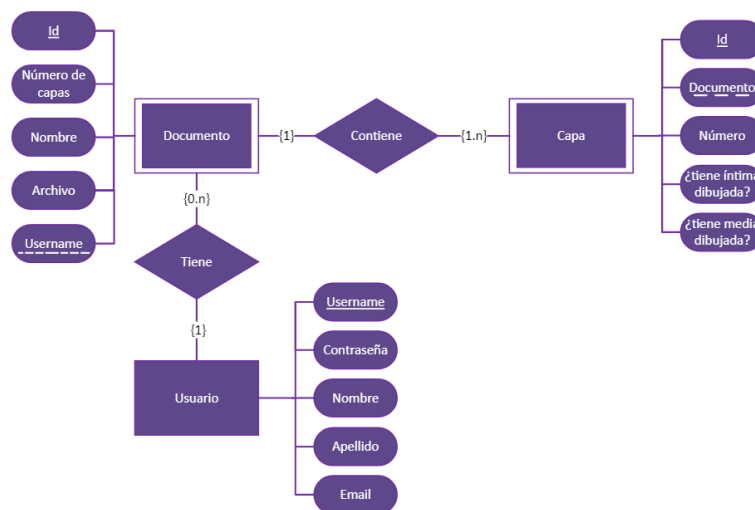 Id
Número de
capas
Nombre
Archivo
Username
Documento
{1}
Contiene
{1.n}
Capa
Id
Documento
Número
¿tiene íntima
dibujada?
¿tiene media
dibujada?
{0.n}
Tiene
{1}
Usuario
Username
Contraseña
Nombre
Apellido
Email